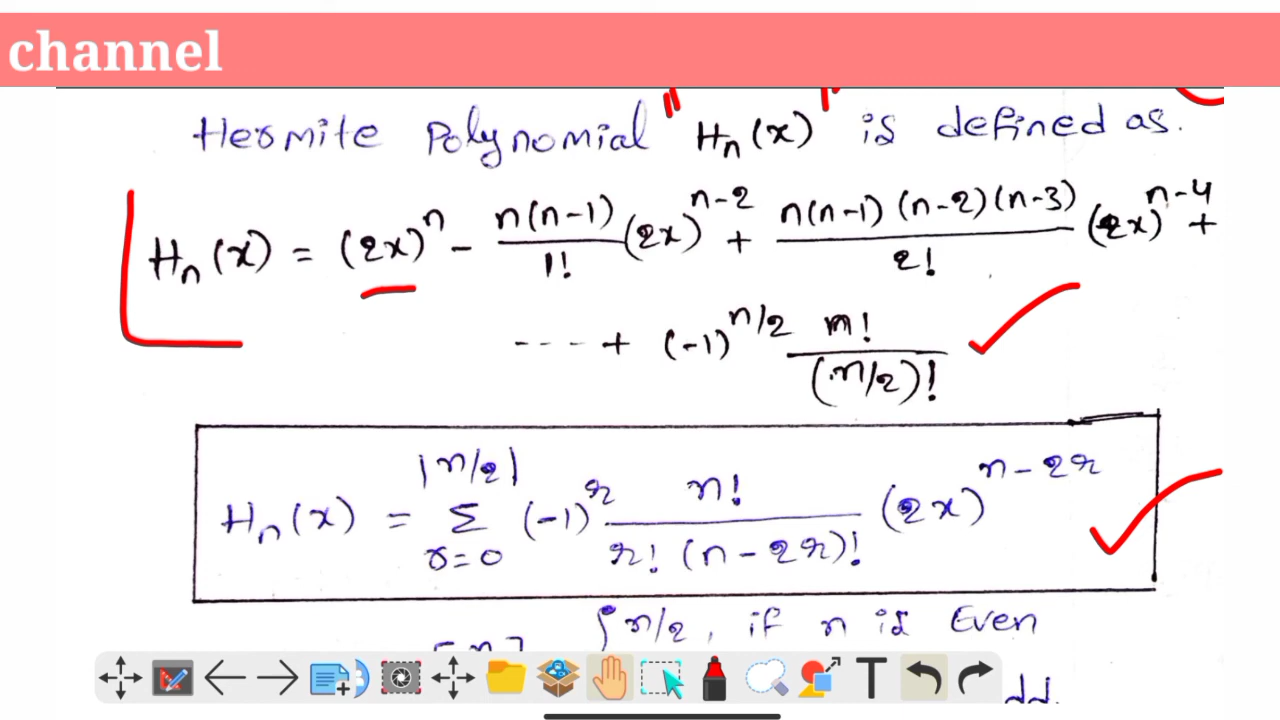 channel
Hermite Polynomial "Hₙ(x)" is defined as.
Hₙ(x) = (2x)ⁿ - n(n-1)/1! (2x)ⁿ⁻² + n(n-1)(n-2)(n-3)/2! (2x)ⁿ⁻⁴ +
---- + (-1)^(n/2) n!/(n/2)!
Hₙ(x) = Σ_(r=0)^(|n/2|) (-1)^r n!/(r!(n-2r)!) (2x)^(n-2r)
{ n/2, if n is Even
T